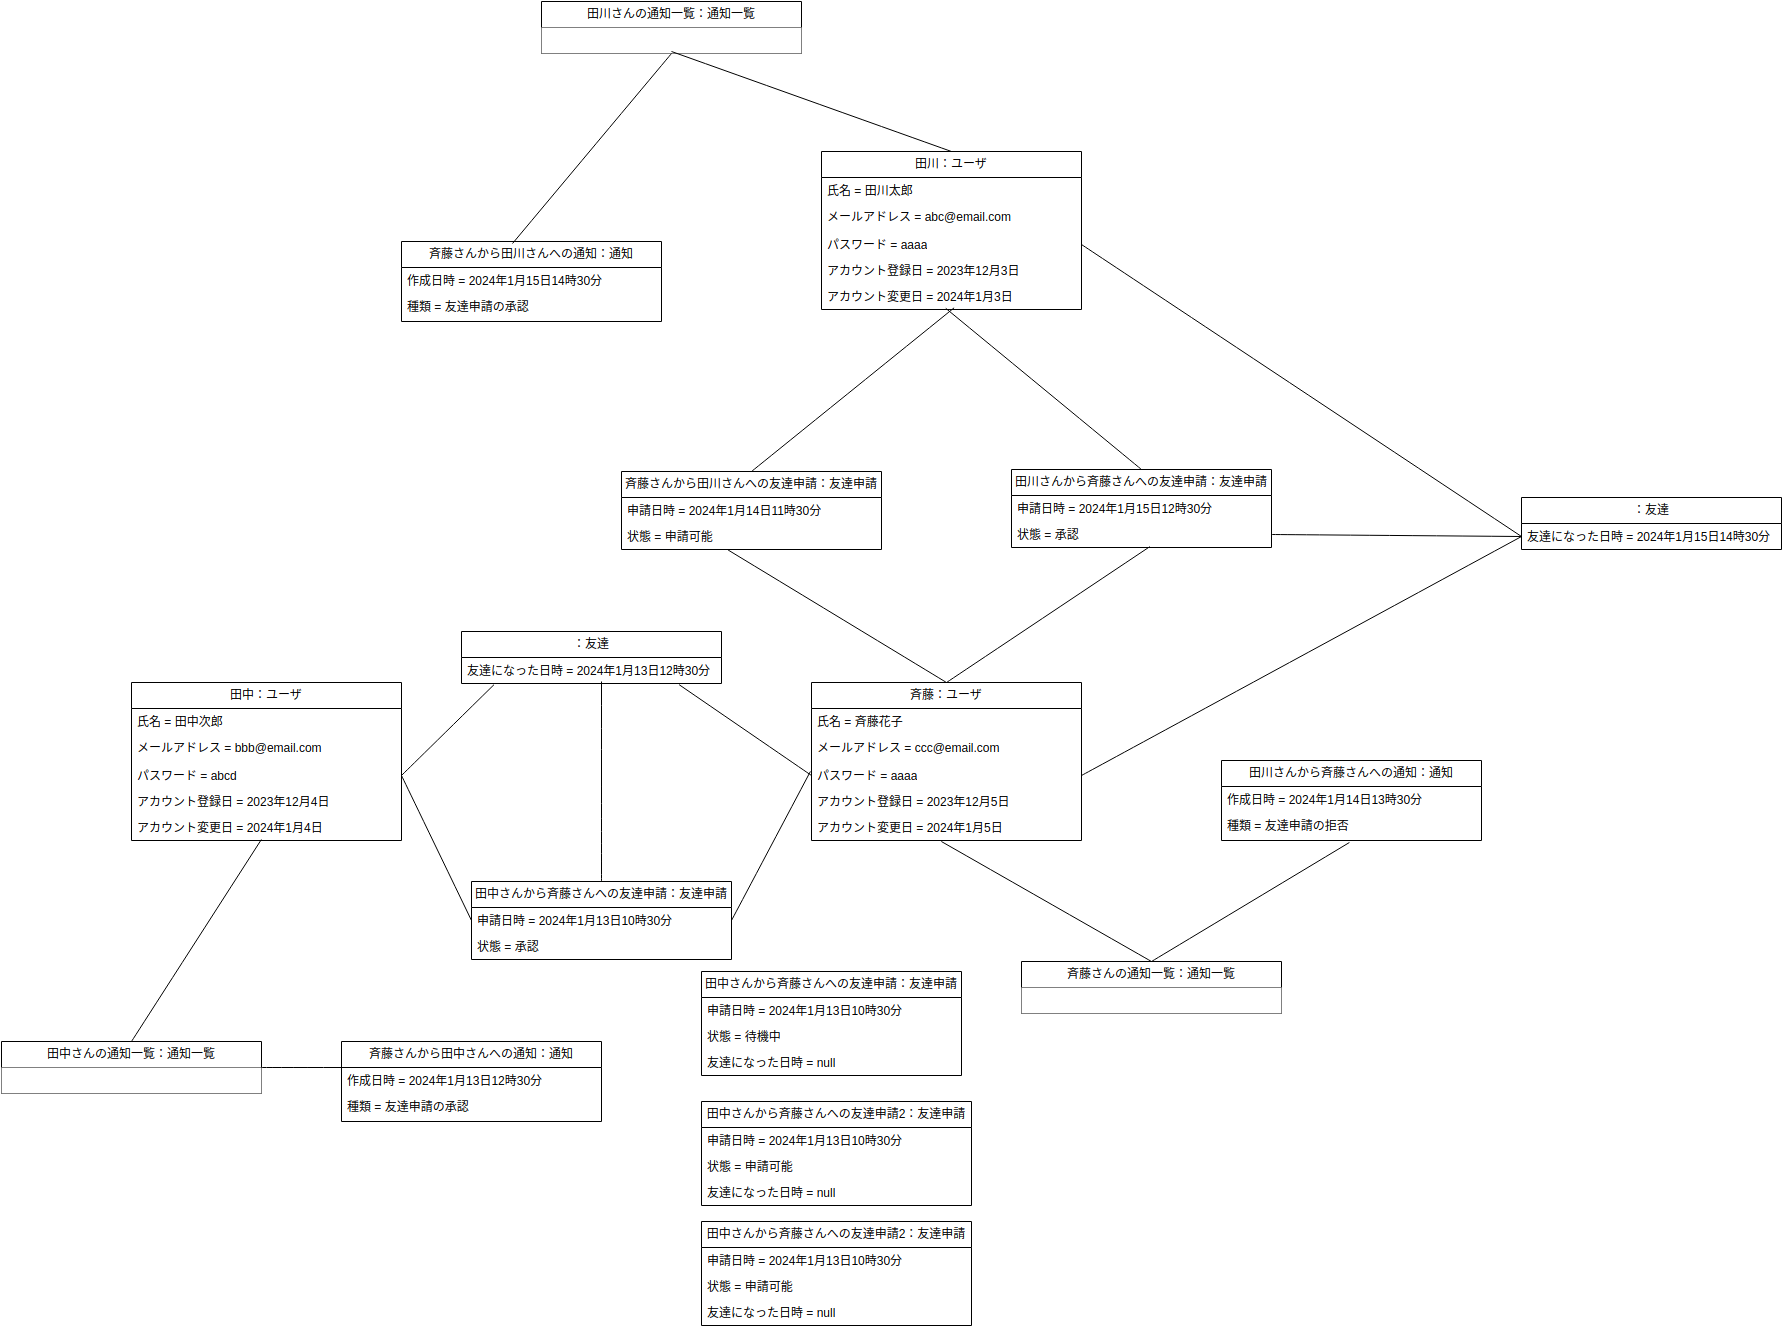 田川さんの通知一覧：通知一覧
田川：ユーザ
氏名 = 田川太郎
メールアドレス = abc@email.com
パスワード = aaaa
アカウント登録日 = 2023年12月3日
アカウント変更日 = 2024年1月3日
斉藤さんから田川さんへの通知：通知
作成日時 = 2024年1月15日14時30分
種類 = 友達申請の承認
斉藤さんから田川さんへの友達申請：友達申請
申請日時 = 2024年1月14日11時30分
状態 = 申請可能
田川さんから斉藤さんへの友達申請：友達申請
申請日時 = 2024年1月15日12時30分
状態 = 承認
：友達
友達になった日時 = 2024年1月15日14時30分
：友達
友達になった日時 = 2024年1月13日12時30分
田中：ユーザ
氏名 = 田中次郎
メールアドレス = bbb@email.com
パスワード = abcd
アカウント登録日 = 2023年12月4日
アカウント変更日 = 2024年1月4日
斉藤：ユーザ
氏名 = 斉藤花子
メールアドレス = ccc@email.com
パスワード = aaaa
アカウント登録日 = 2023年12月5日
アカウント変更日 = 2024年1月5日
田川さんから斉藤さんへの通知：通知
作成日時 = 2024年1月14日13時30分
種類 = 友達申請の拒否
田中さんから斉藤さんへの友達申請：友達申請
申請日時 = 2024年1月13日10時30分
状態 = 承認
斉藤さんの通知一覧：通知一覧
田中さんから斉藤さんへの友達申請：友達申請
申請日時 = 2024年1月13日10時30分
状態 = 待機中
友達になった日時 = null
田中さんの通知一覧：通知一覧
斉藤さんから田中さんへの通知：通知
作成日時 = 2024年1月13日12時30分
種類 = 友達申請の承認
田中さんから斉藤さんへの友達申請2：友達申請
申請日時 = 2024年1月13日10時30分
状態 = 申請可能
友達になった日時 = null
田中さんから斉藤さんへの友達申請2：友達申請
申請日時 = 2024年1月13日10時30分
状態 = 申請可能
友達になった日時 = null